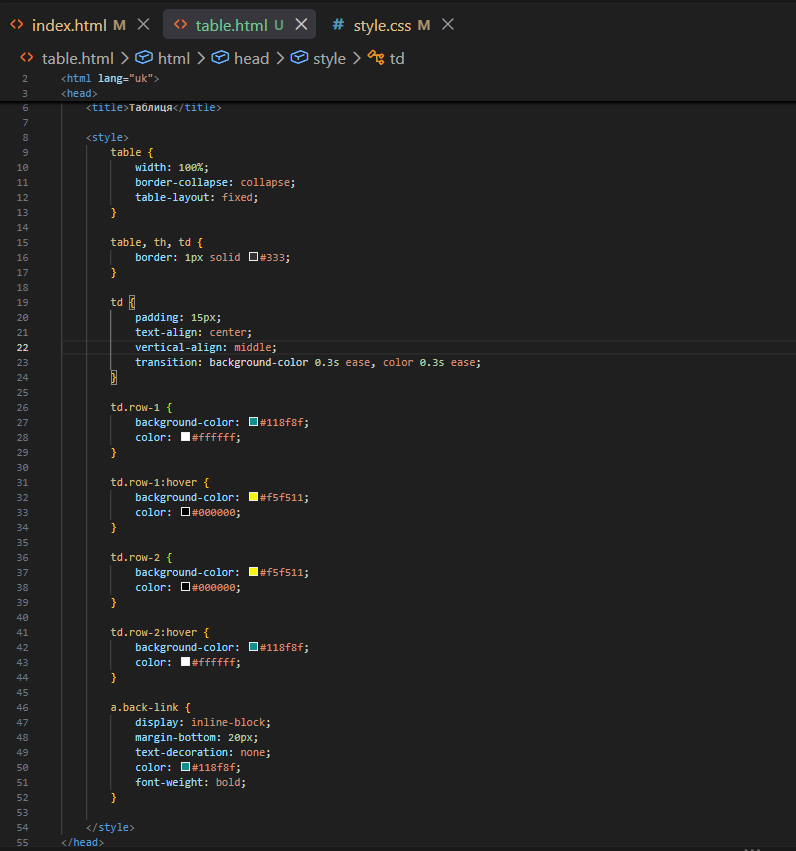 index.html M
table.html U
# style.css M
table.html > html > head > style > td
2 <html lang="uk">
3 <head>
6 <title>Таблиця</title>
7
8 <style>
9 table {
10 width: 100%;
11 border-collapse: collapse;
12 table-layout: fixed;
13 }
14
15 table, th, td {
16 border: 1px solid #333;
17 }
18
19 td {
20 padding: 15px;
21 text-align: center;
22 vertical-align: middle;
23 transition: background-color 0.3s ease, color 0.3s ease;
24 }
25
26 td.row-1 {
27 background-color: #118f8f;
28 color: #ffffff;
29 }
30
31 td.row-1:hover {
32 background-color: #f5f511;
33 color: #000000;
34 }
35
36 td.row-2 {
37 background-color: #f5f511;
38 color: #000000;
39 }
40
41 td.row-2:hover {
42 background-color: #118f8f;
43 color: #ffffff;
44 }
45
46 a.back-link {
47 display: inline-block;
48 margin-bottom: 20px;
49 text-decoration: none;
50 color: #118f8f;
51 font-weight: bold;
52 }
53
54 </style>
55 </head>